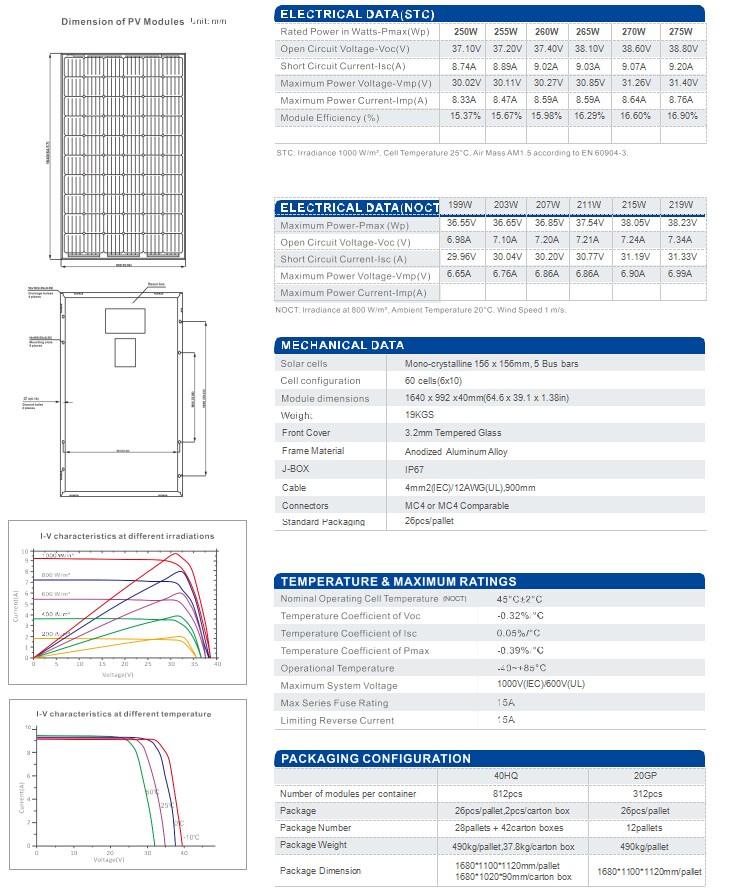 Dimension of PV Modules Unit: mm
I-V characteristics at different irradiations
Current(A)
10
9
8
7
6
5
4
3
2
1
0
1000 W/m²
800 W/m²
600 W/m²
400 W/m²
200 W/m²
0 5 10 15 20 25 30 35 40
Voltage(V)
I-V characteristics at different temperature
Current(A)
10
8
6
4
2
0
50℃
25℃
0℃
-10℃
0 5 10 15 20 25 30 35 40 45 50
Voltage(V)
ELECTRICAL DATA(STC)
Rated Power in Watts-Pmax(Wp) 250W 255W 260W 265W 270W 275W
Open Circuit Voltage-Voc(V) 37.10V 37.20V 37.40V 38.10V 38.60V 38.80V
Short Circuit Current-Isc(A) 8.74A 8.89A 9.02A 9.03A 9.07A 9.20A
Maximum Power Voltage-Vmp(V) 30.02V 30.11V 30.27V 30.85V 31.26V 31.40V
Maximum Power Current-Imp(A) 8.33A 8.47A 8.59A 8.59A 8.64A 8.76A
Module Efficiency (%) 15.37% 15.67% 15.98% 16.29% 16.60% 16.90%
STC: Irradiance 1000 W/m², Cell Temperature 25°C, Air Mass AM1.5 according to EN 60904-3.
ELECTRICAL DATA(NOCT 199W 203W 207W 211W 215W 219W
Maximum Power-Pmax (Wp) 36.55V 36.65V 36.85V 37.54V 38.05V 38.23V
Open Circuit Voltage-Voc (V) 6.98A 7.10A 7.20A 7.21A 7.24A 7.34A
Short Circuit Current-Isc (A) 29.96V 30.04V 30.20V 30.77V 31.19V 31.33V
Maximum Power Voltage-Vmp(V) 6.65A 6.76A 6.86A 6.86A 6.90A 6.99A
Maximum Power Current-Imp(A)
NOCT: Irradiance at 800 W/m², Ambient Temperature 20°C. Wind Speed 1 m/s.
MECHANICAL DATA
Solar cells Mono-crystalline 156 x 156mm, 5 Bus bars
Cell configuration 60 cells(6x10)
Module dimensions 1640 x 992 x40mm(64.6 x 39.1 x 1.38in)
Weight 19KGS
Front Cover 3.2mm Tempered Glass
Frame Material Anodized Aluminum Alloy
J-BOX IP67
Cable 4mm2(IEC)/12AWG(UL),900mm
Connectors MC4 or MC4 Comparable
Standard Packaging 26pcs/pallet
TEMPERATURE & MAXIMUM RATINGS
Nominal Operating Cell Temperature (NOCT) 45°C±2°C
Temperature Coefficient of Voc -0.32%/°C
Temperature Coefficient of Isc 0.05%/°C
Temperature Coefficient of Pmax -0.39%/°C
Operational Temperature -40~+85°C
Maximum System Voltage 1000V(IEC)/600V(UL)
Max Series Fuse Rating 15A
Limiting Reverse Current 15A
PACKAGING CONFIGURATION
40HQ 20GP
Number of modules per container 812pcs 312pcs
Package 26pcs/pallet,2pcs/carton box 26pcs/pallet
Package Number 28pallets + 42carton boxes 12pallets
Package Weight 490kg/pallet,37.8kg/carton box 490kg/pallet
Package Dimension 1680*1100*1120mm/pallet 1680*1100*1120mm/pallet
1680*1020*90mm/carton box